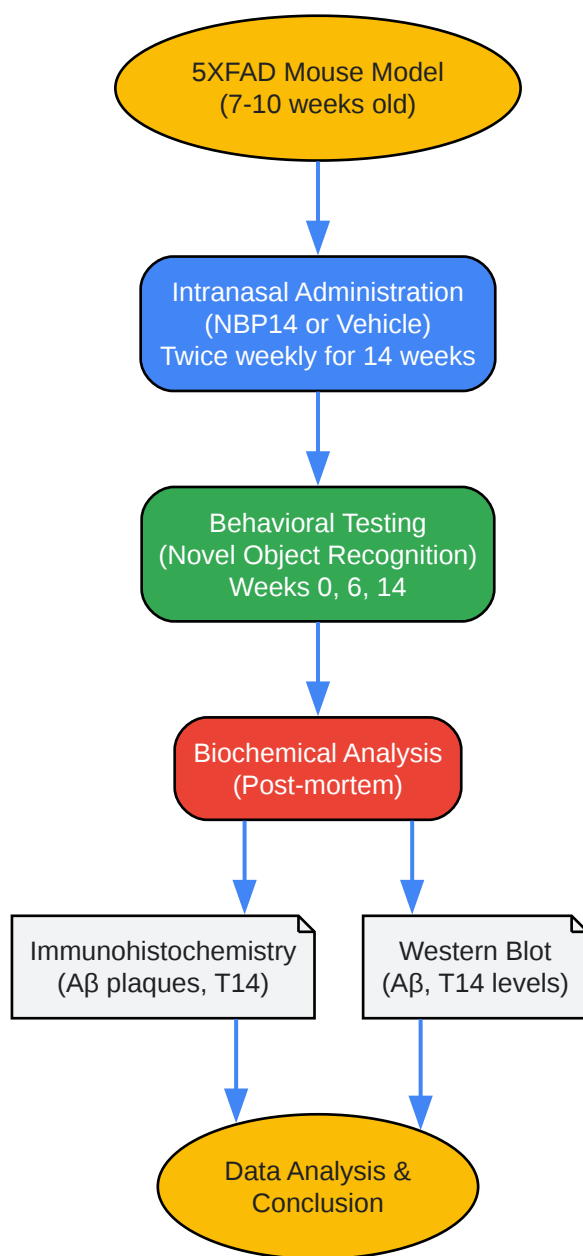 5XFAD Mouse Model
(7-10 weeks old)
Intranasal Administration
(NBP14 or Vehicle)
Twice weekly for 14 weeks
Behavioral Testing
(Novel Object Recognition)
Weeks 0, 6, 14
Biochemical Analysis
(Post-mortem)
Immunohistochemistry
(Aβ plaques, T14)
Western Blot
(Aβ, T14 levels)
Data Analysis &
Conclusion